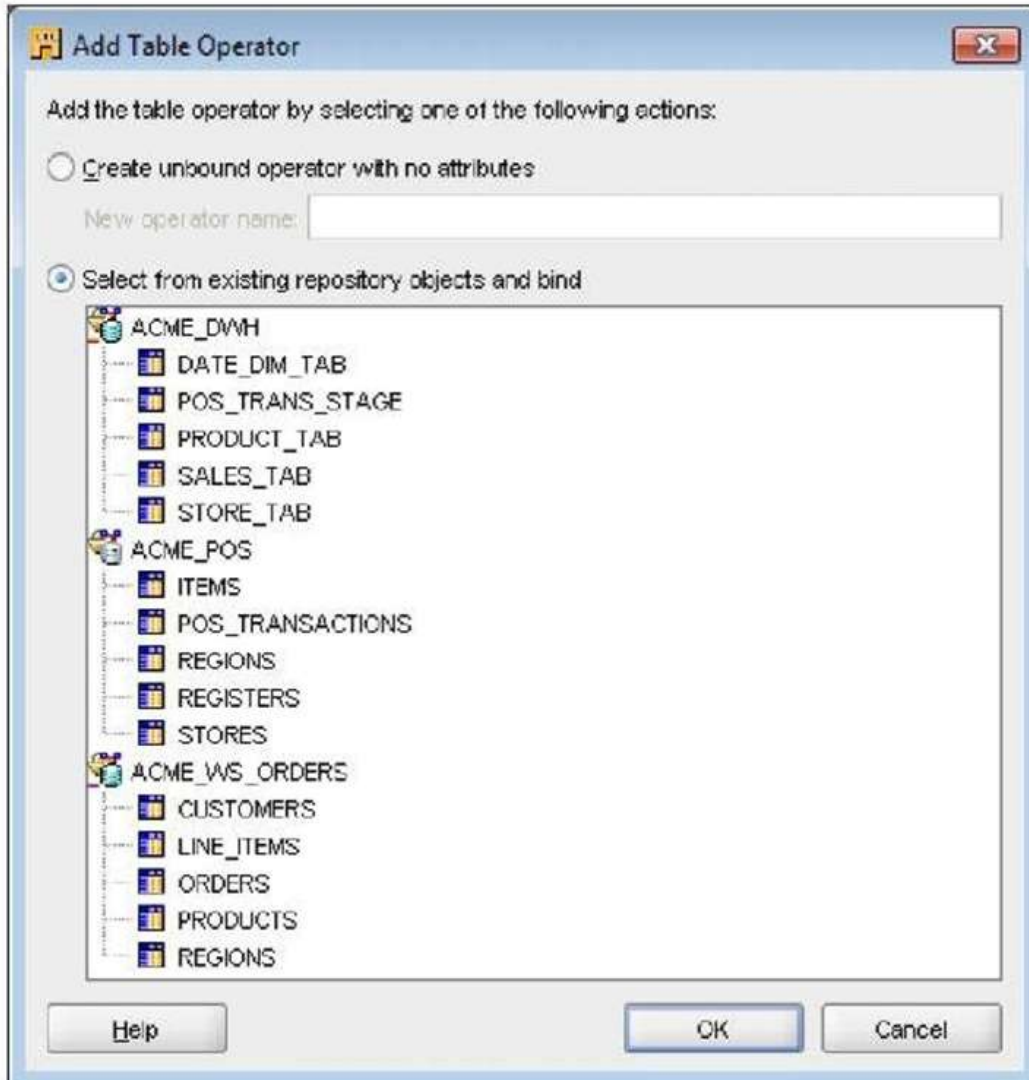 Add Table Operator
Add the table operator by selecting one of the following actions:
Create unbound operator with no attributes
New operator name:
Select from existing repository objects and bind
ACME_DWH
DATE_DIM_TAB
POS_TRANS_STAGE
PRODUCT_TAB
SALES_TAB
STORE_TAB
ACME_POS
ITEMS
POS_TRANSACTIONS
REGIONS
REGISTERS
STORES
ACME_WS_ORDERS
CUSTOMERS
LINE_ITEMS
ORDERS
PRODUCTS
REGIONS
Help OK Cancel